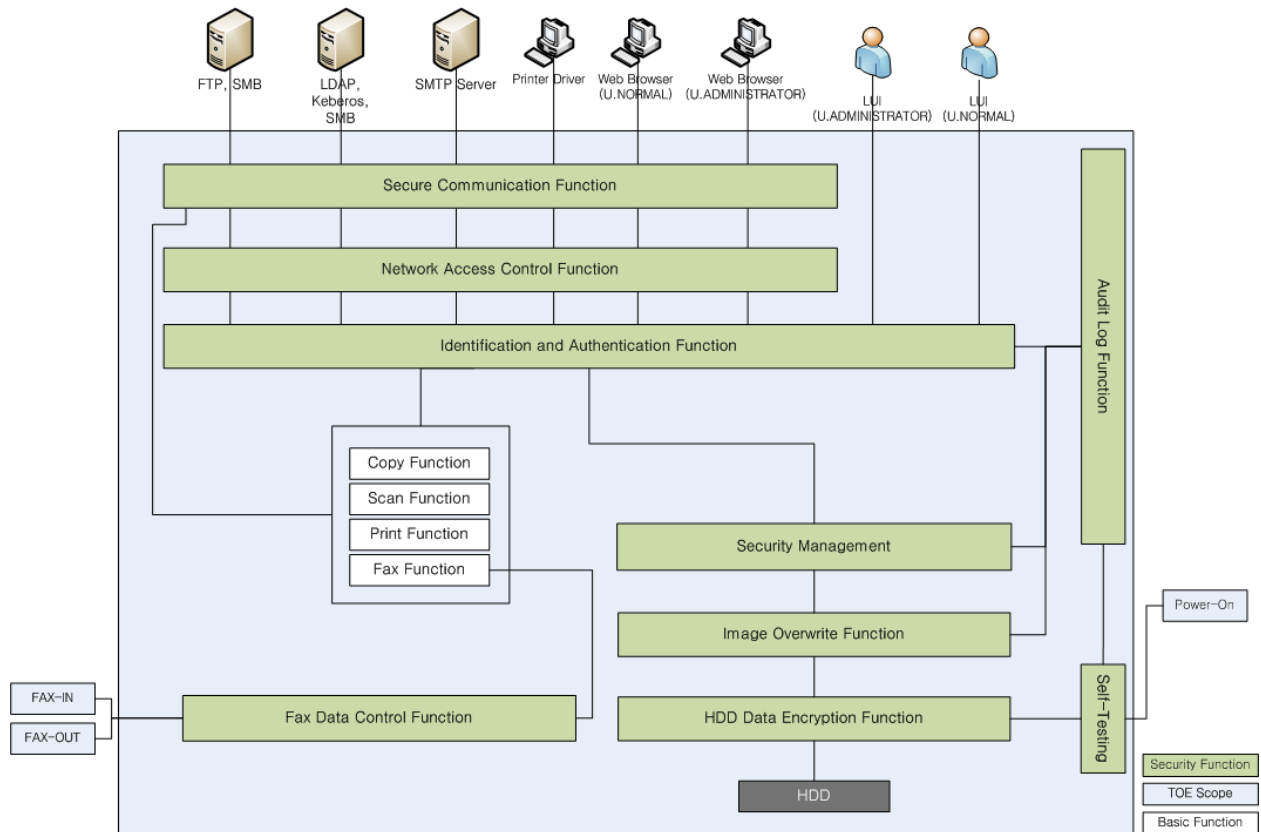 FTP, SMB
LDAP,
Keberos,
SMB
SMTP Server
Printer Driver
Web Browser
(U.NORMAL)
Web Browser
(U.ADMINISTRATOR)
LUI
(U.ADMINISTRATOR)
LUI
(U.NORMAL)
Secure Communication Function
Network Access Control Function
Identification and Authentication Function
Audit Log Function
Copy Function
Scan Function
Print Function
Fax Function
Security Management
Image Overwrite Function
Power-On
FAX-IN
FAX-OUT
Fax Data Control Function
HDD Data Encryption Function
Self-Testing
HDD
Security Function
TOE Scope
Basic Function